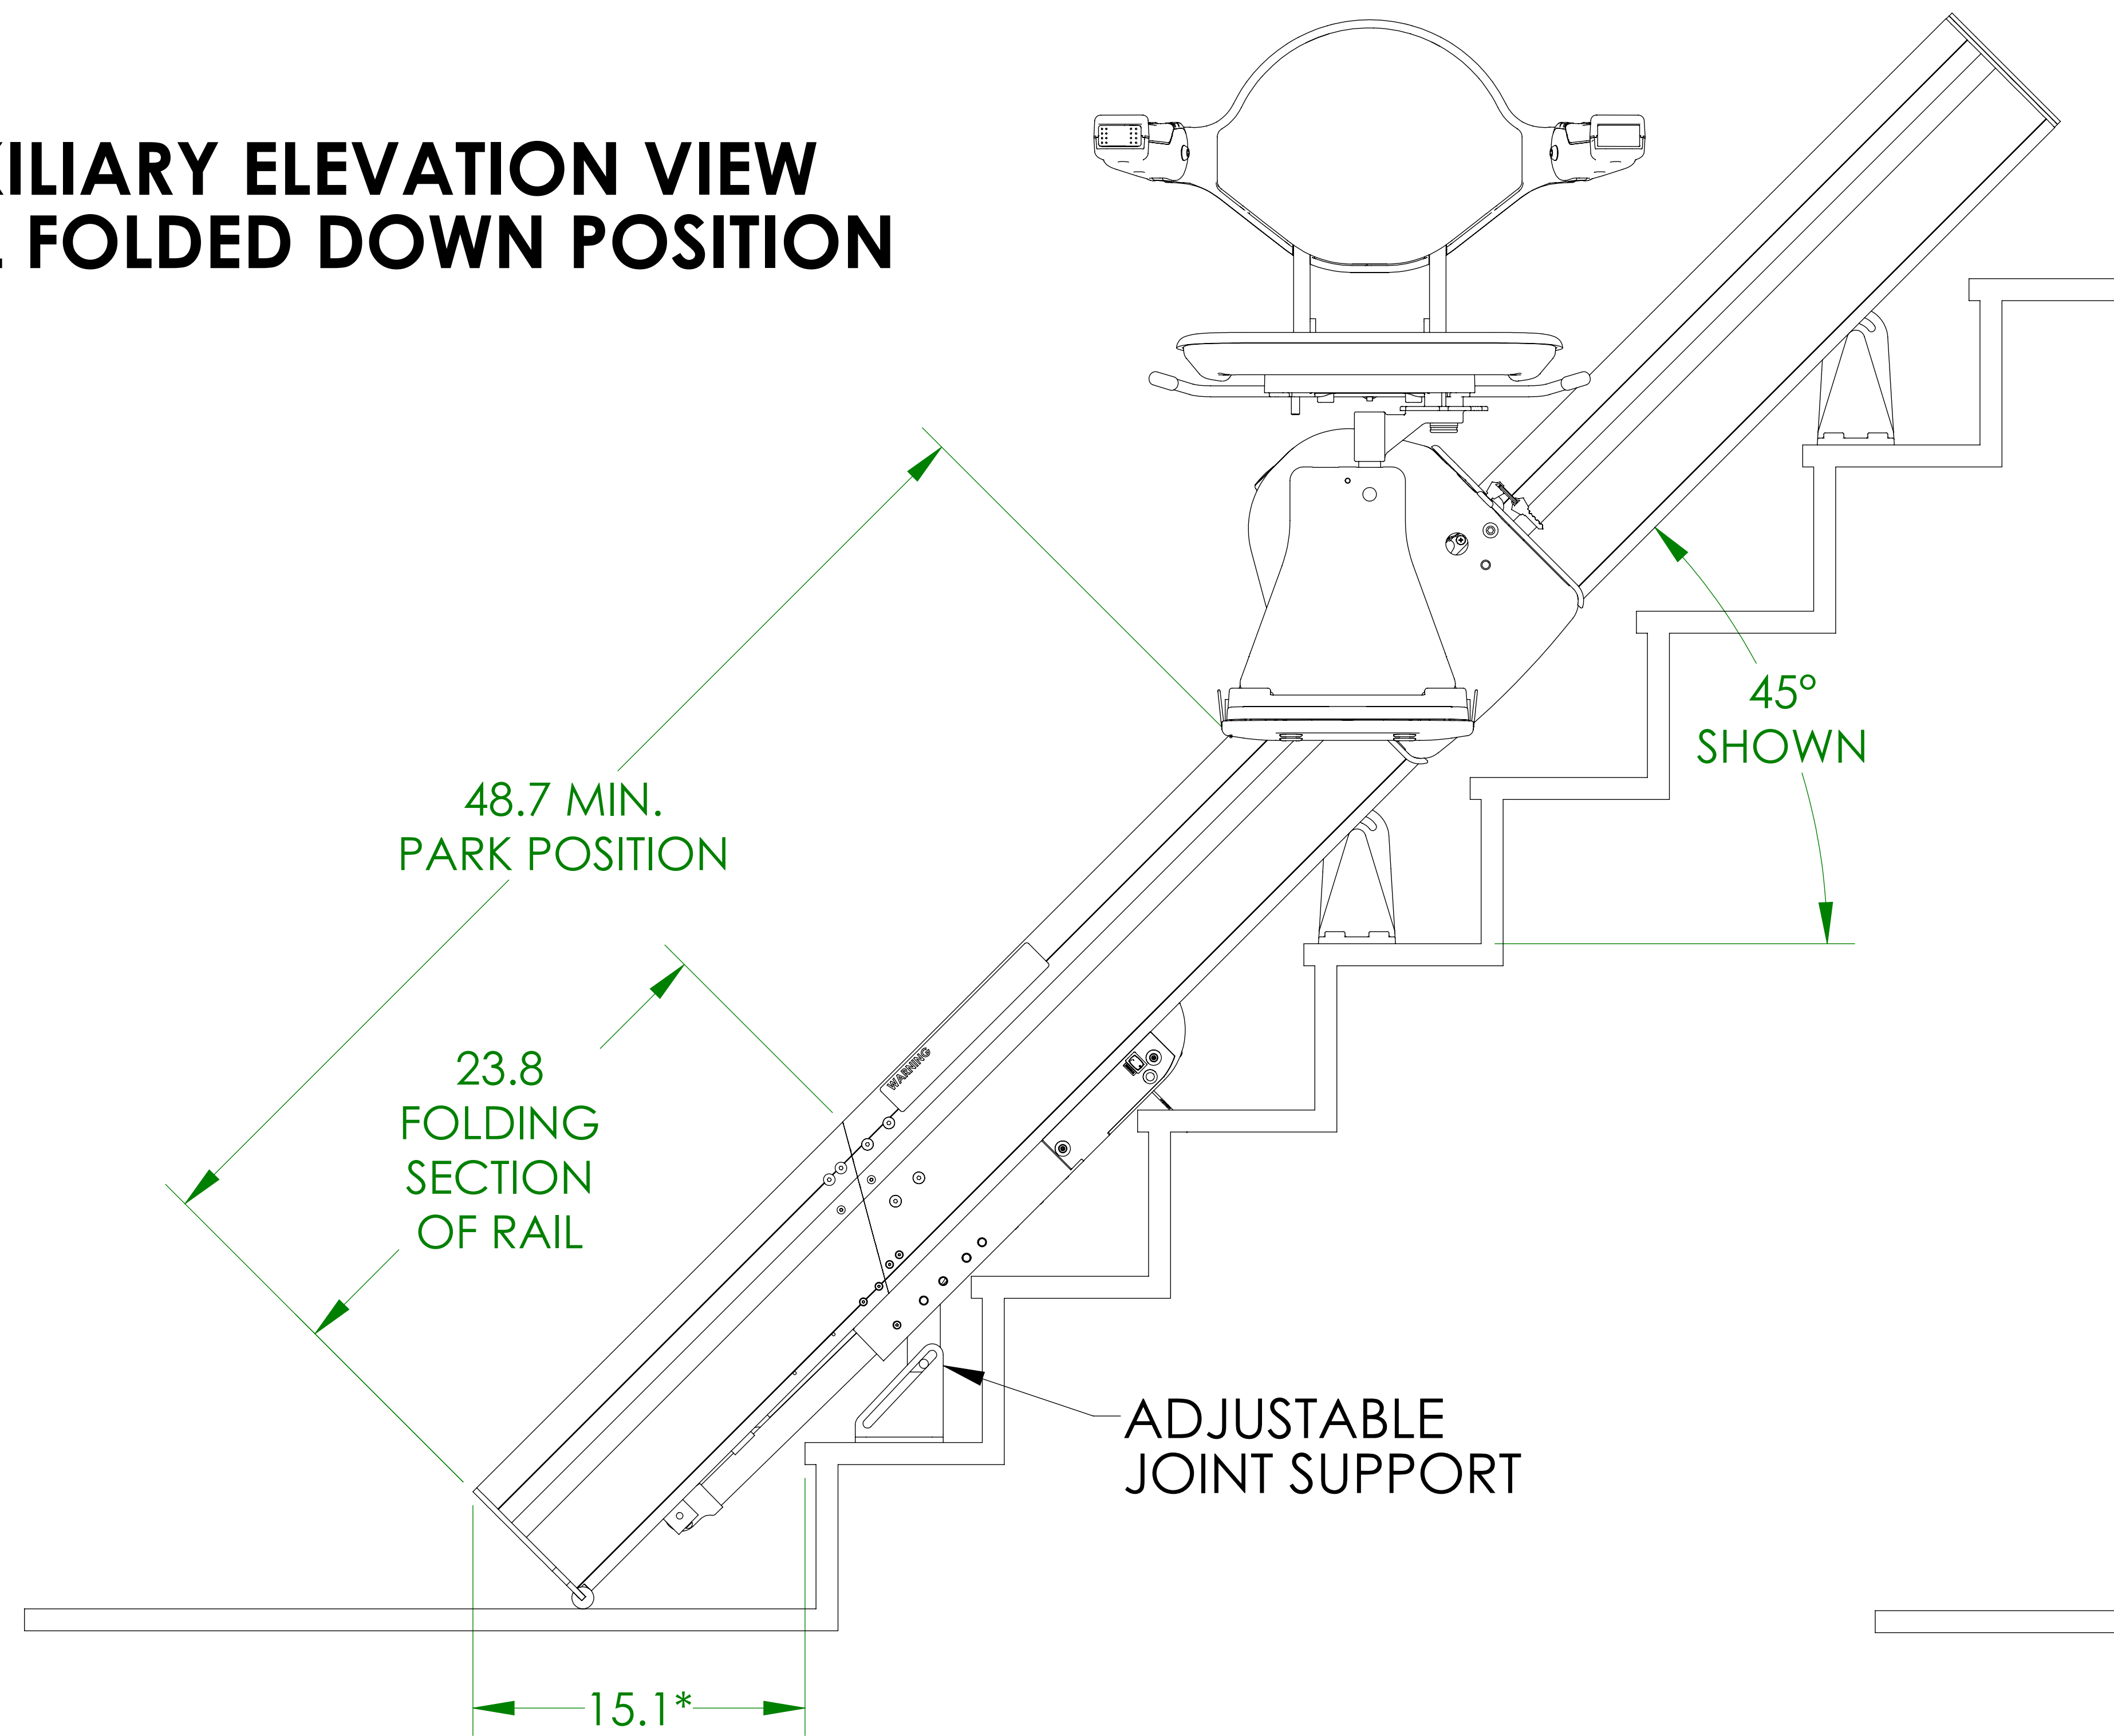 XILIARY ELEVATION VIEW
FOLDED DOWN POSITION
45°
SHOWN
48.7 MIN.
PARK POSITION
23.8
FOLDING
SECTION
OF RAIL
WARNING
ADJUSTABLE
JOINT SUPPORT
15.1*